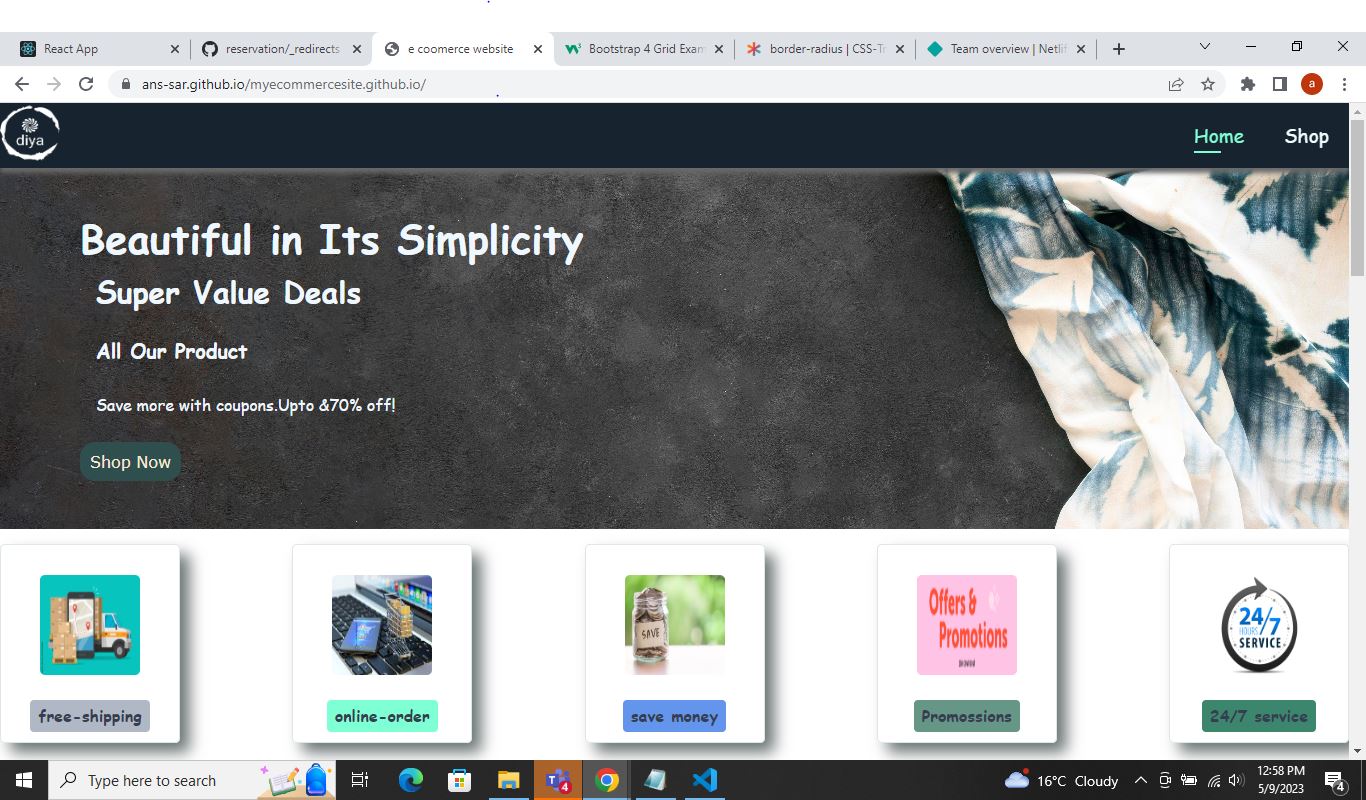 React App
reservation/_redirects
e coomerce website
Bootstrap 4 Grid Exam
border-radius | CSS-Tr
Team overview | Netlif
ans-sar.github.io/myecommercesite.github.io/
a
diya
Home
Shop
Beautiful in Its Simplicity
Super Value Deals
All Our Product
Save more with coupons.Upto &70% off!
Shop Now
SAVE
Offers &
Promotions
24/7
HOURS
SERVICE
free-shipping
online-order
save money
Promossions
24/7 service
Type here to search
4
16°C Cloudy
12:58 PM
5/9/2023
4